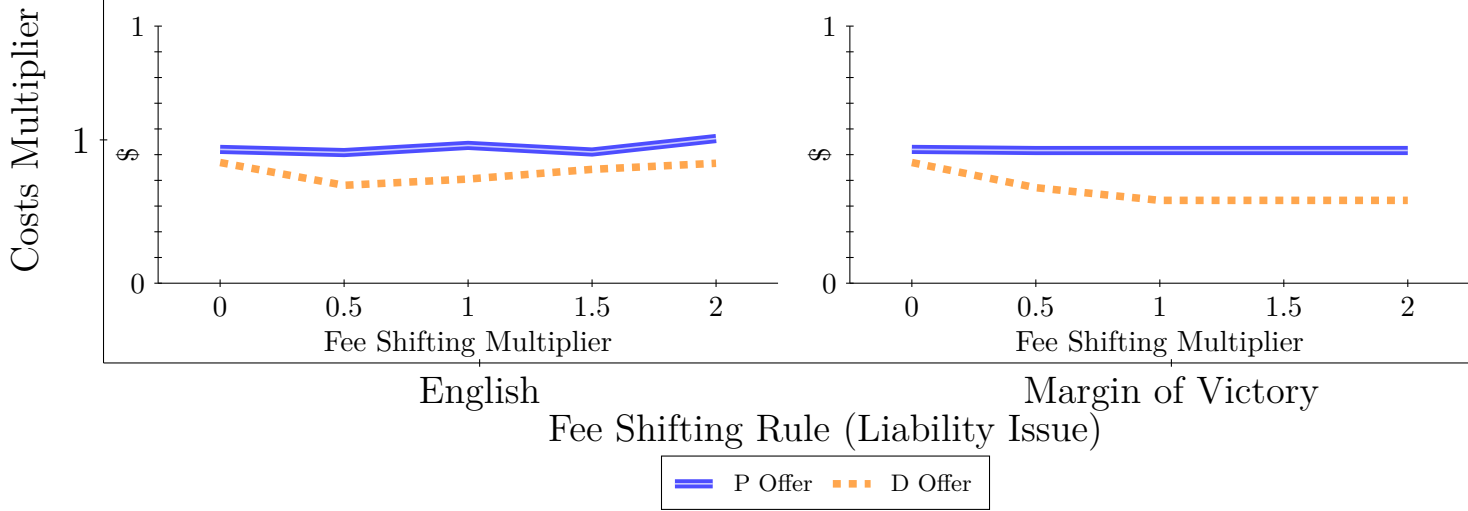 Costs Multiplier
1
1
$
0
0 0.5 1 1.5 2
Fee Shifting Multiplier
1
$
0
0 0.5 1 1.5 2
Fee Shifting Multiplier
English
Margin of Victory
Fee Shifting Rule (Liability Issue)
P Offer
D Offer